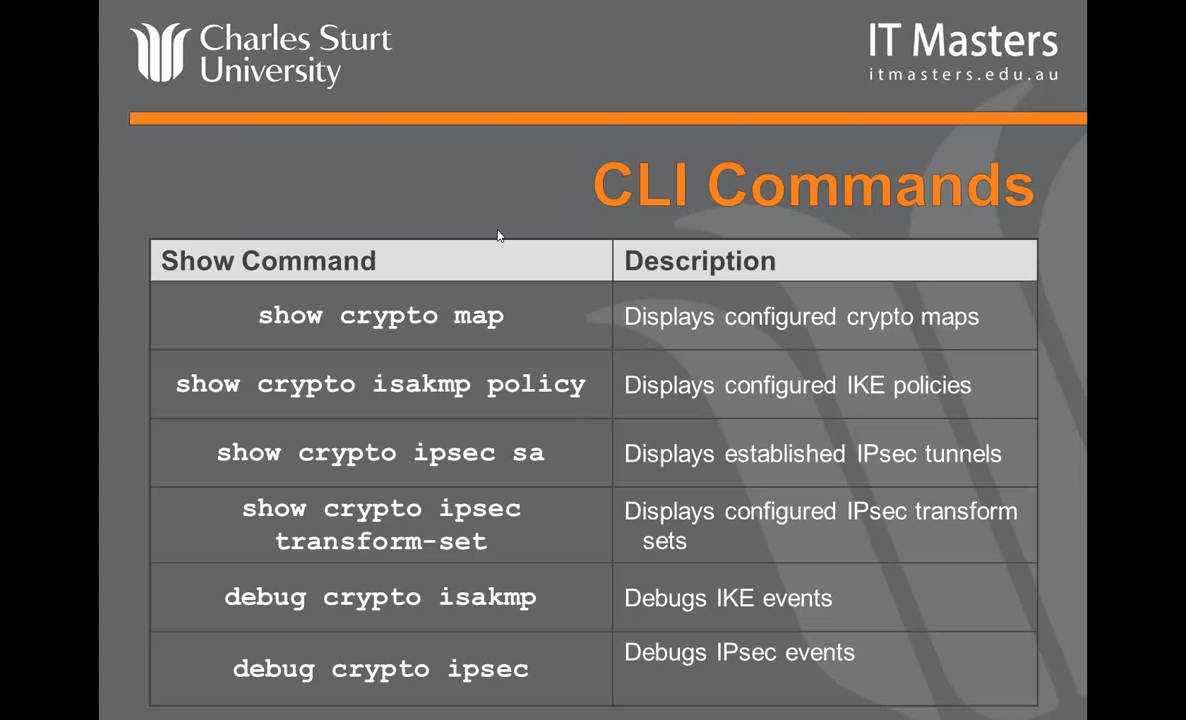 Charles Sturt
University
IT Masters
itmasters.edu.au
CLI Commands
Show Command
Description
show crypto map
Displays configured crypto maps
show crypto isakmp policy
Displays configured IKE policies
show crypto ipsec sa
Displays established IPsec tunnels
show crypto ipsec
transform-set
Displays configured IPsec transform
sets
debug crypto isakmp
Debugs IKE events
debug crypto ipsec
Debugs IPsec events